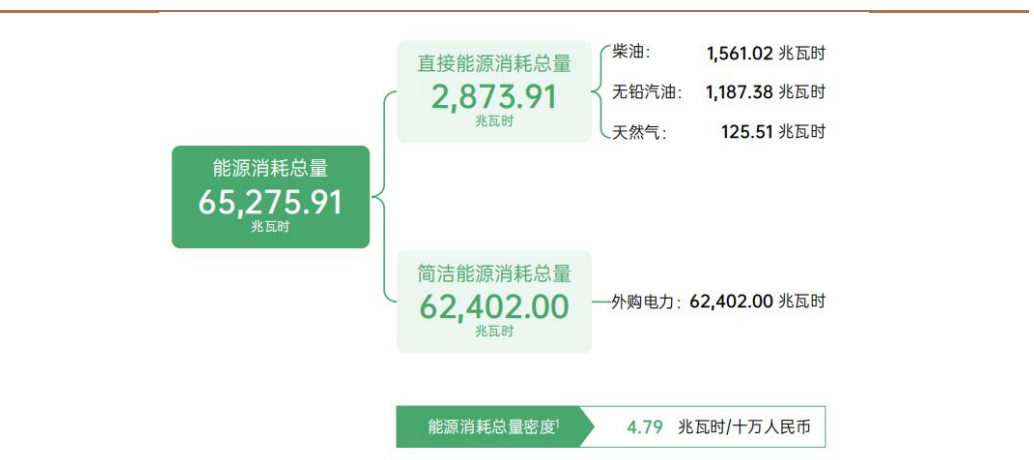 直接能源消耗总量
2,873.91
兆瓦时
柴油： 1,561.02 兆瓦时
无铅汽油： 1,187.38 兆瓦时
天然气： 125.51 兆瓦时
能源消耗总量
65,275.91
兆瓦时
简洁能源消耗总量
62,402.00
兆瓦时
外购电力：62,402.00 兆瓦时
能源消耗总量密度¹ 4.79 兆瓦时/十万人民币